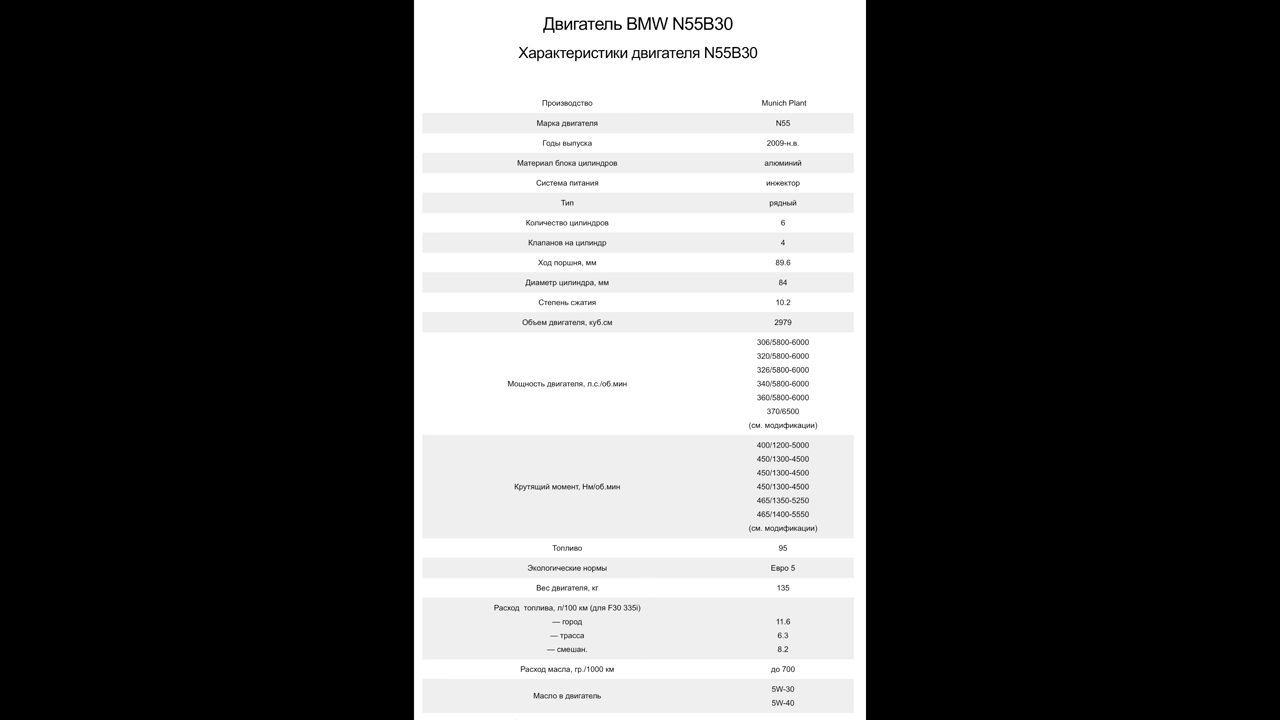 Двигатель BMW N55B30
Характеристики двигателя N55B30
Производство Munich Plant
Марка двигателя N55
Годы выпуска 2009-н.в.
Материал блока цилиндров алюминий
Система питания инжектор
Тип рядный
Количество цилиндров 6
Клапанов на цилиндр 4
Ход поршня, мм 89.6
Диаметр цилиндра, мм 84
Степень сжатия 10.2
Объем двигателя, куб.см 2979
Мощность двигателя, л.с./об.мин
306/5800-6000
320/5800-6000
326/5800-6000
340/5800-6000
360/5800-6000
370/6500
(см. модификации)
Крутящий момент, Нм/об.мин
400/1200-5000
450/1300-4500
450/1300-4500
450/1300-4500
465/1350-5250
465/1400-5550
(см. модификации)
Топливо 95
Экологические нормы Евро 5
Вес двигателя, кг 135
Расход топлива, л/100 км (для F30 335i)
— город 11.6
— трасса 6.3
— смешан. 8.2
Расход масла, гр./1000 км до 700
Масло в двигатель
5W-30
5W-40